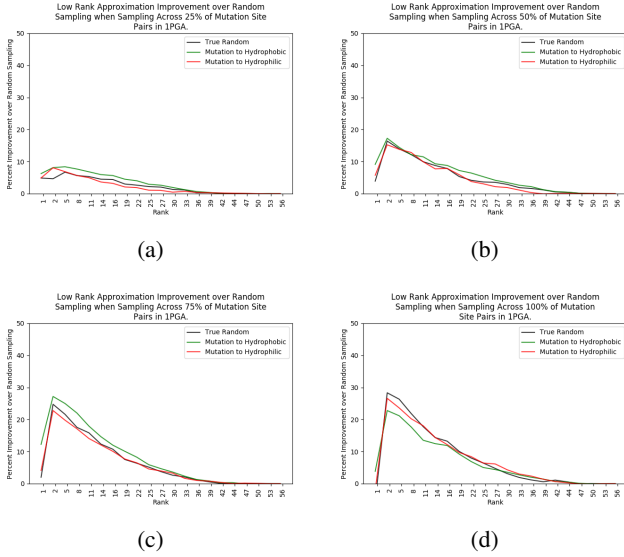 Low Rank Approximation Improvement over Random
Sampling when Sampling Across 25% of Mutation Site
Pairs in 1PGA.
True Random
Mutation to Hydrophobic
Mutation to Hydrophilic
Percent Improvement over Random Sampling
50
40
30
20
10
0
1 2 5 8 11 14 16 19 22 25 27 30 33 36 39 42 44 47 50 53 56
Rank
(a)
Low Rank Approximation Improvement over Random
Sampling when Sampling Across 50% of Mutation Site
Pairs in 1PGA.
True Random
Mutation to Hydrophobic
Mutation to Hydrophilic
Percent Improvement over Random Sampling
50
40
30
20
10
0
1 2 5 8 11 14 16 19 22 25 27 30 33 36 39 42 44 47 50 53 56
Rank
(b)
Low Rank Approximation Improvement over Random
Sampling when Sampling Across 75% of Mutation Site
Pairs in 1PGA.
True Random
Mutation to Hydrophobic
Mutation to Hydrophilic
Percent Improvement over Random Sampling
50
40
30
20
10
0
1 2 5 8 11 14 16 19 22 25 27 30 33 36 39 42 44 47 50 53 56
Rank
(c)
Low Rank Approximation Improvement over Random
Sampling when Sampling Across 100% of Mutation
Site Pairs in 1PGA.
True Random
Mutation to Hydrophobic
Mutation to Hydrophilic
Percent Improvement over Random Sampling
50
40
30
20
10
0
1 2 5 8 11 14 16 19 22 25 27 30 33 36 39 42 44 47 50 53 56
Rank
(d)